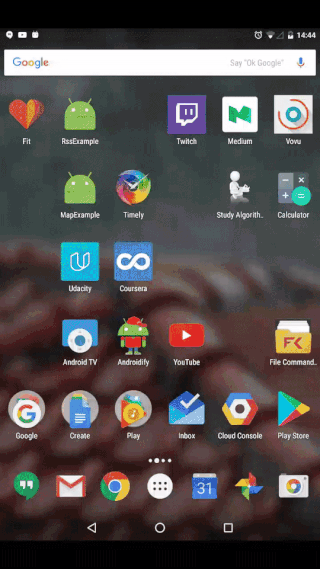 14:44
Google
Say "Ok Google"
Fit
RssExample
Twitch
Medium
Vovu
MapExample
Timely
Study Algorith..
Calculator
Udacity
Coursera
Android TV
Androidify
YouTube
File Command..
Google
Create
Play
Inbox
Cloud Console
Play Store
31